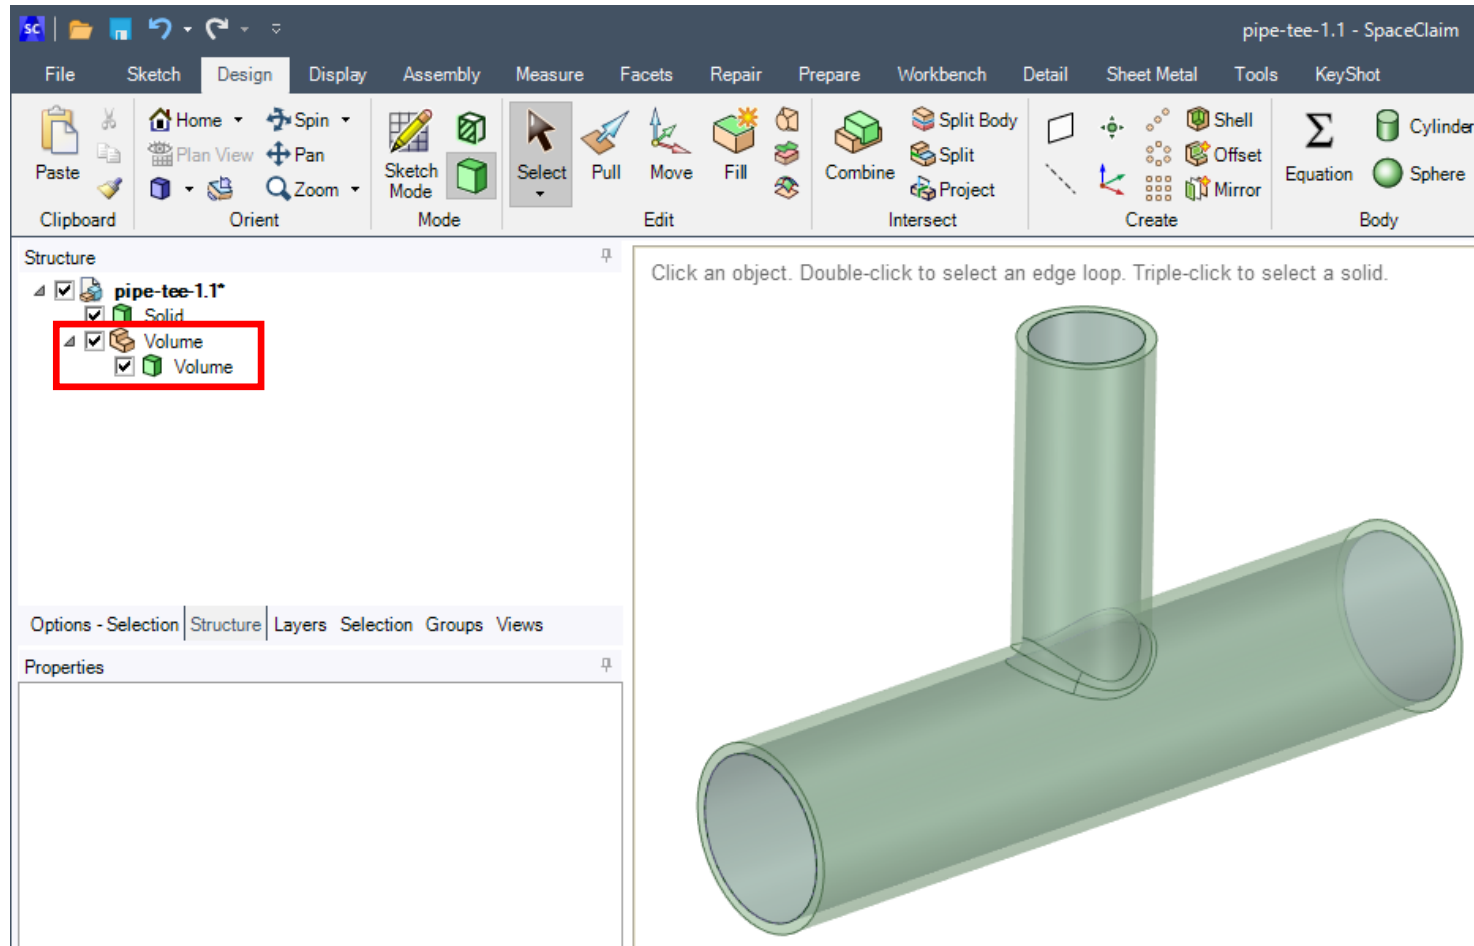 SC
pipe-tee-1.1 - SpaceClaim
File Sketch Design Display Assembly Measure Facets Repair Prepare Workbench Detail Sheet Metal Tools KeyShot
Paste
Clipboard
Home Spin
Plan View Pan
Zoom
Orient
Sketch
Mode
Mode
Select Pull Move Fill
Edit
Combine
Split Body
Split
Project
Intersect
Shell
Offset
Mirror
Create
Equation
Cylinder
Sphere
Body
Structure
pipe-tee-1.1*
Solid
Volume
Volume
Options - Selection Structure Layers Selection Groups Views
Properties
Click an object. Double-click to select an edge loop. Triple-click to select a solid.